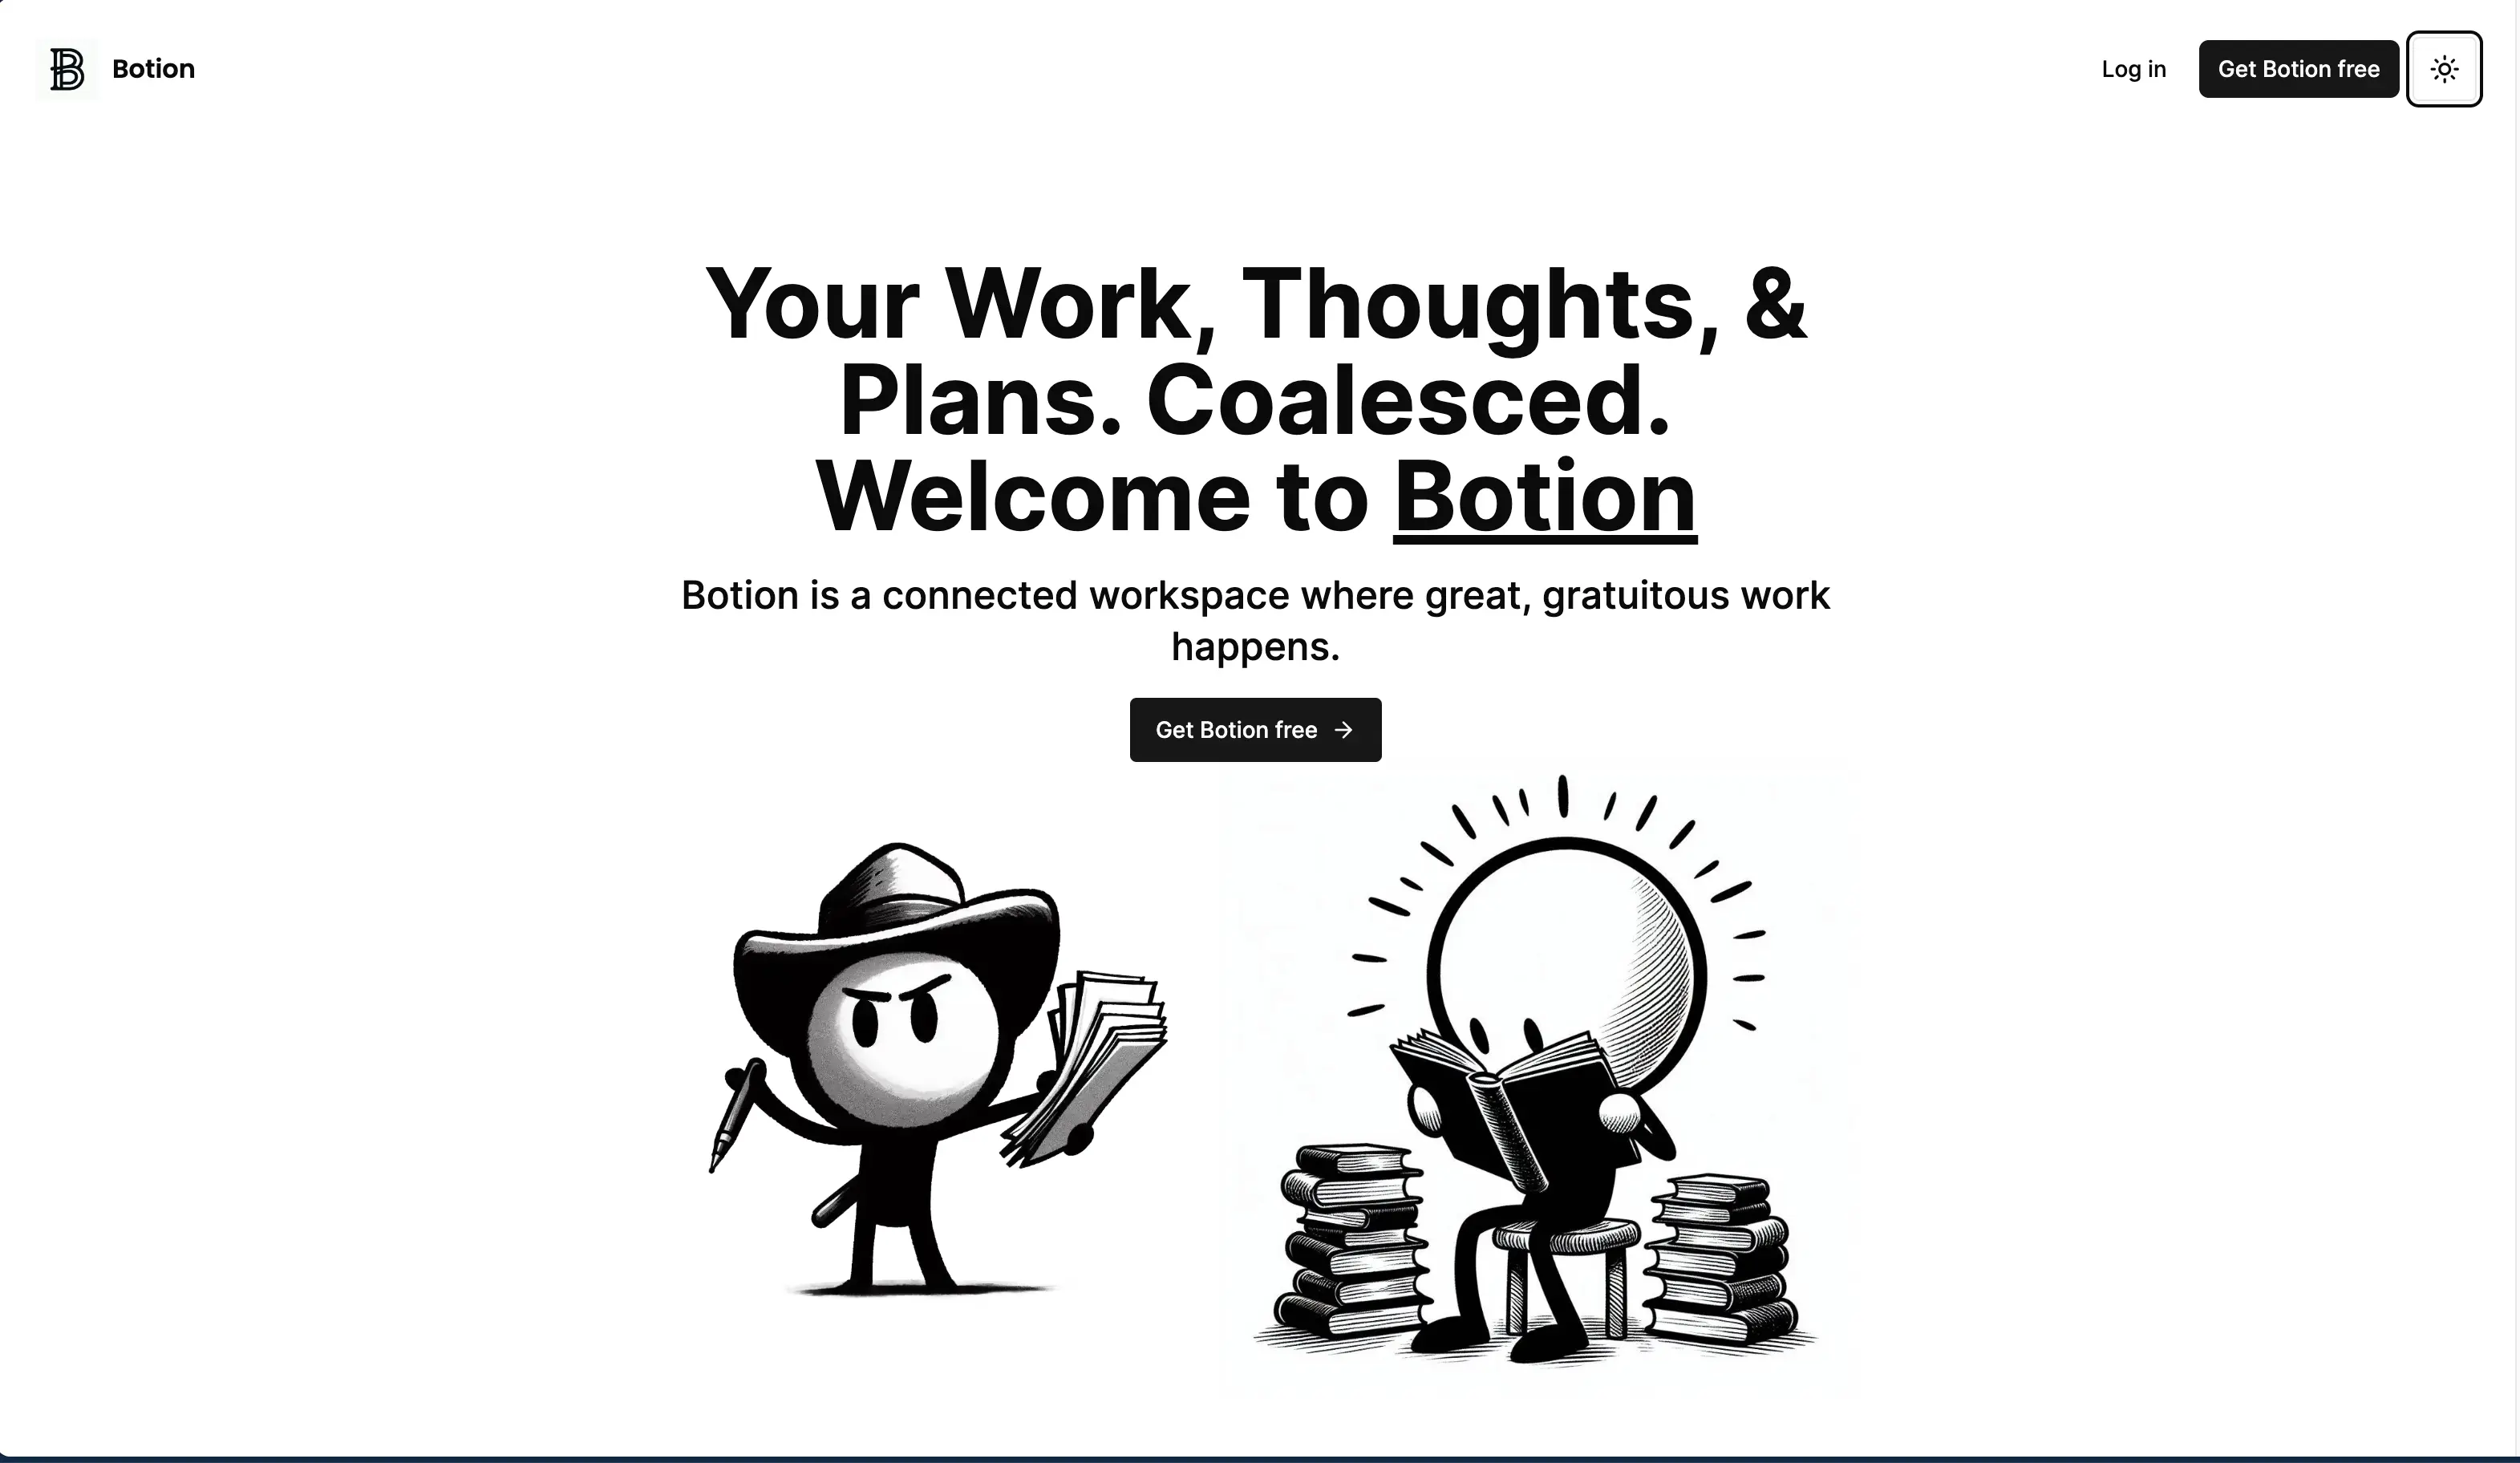 Botion
Log in
Get Botion free
Your Work, Thoughts, &
Plans. Coalesced.
Welcome to Botion
Botion is a connected workspace where great, gratuitous work
happens.
Get Botion free